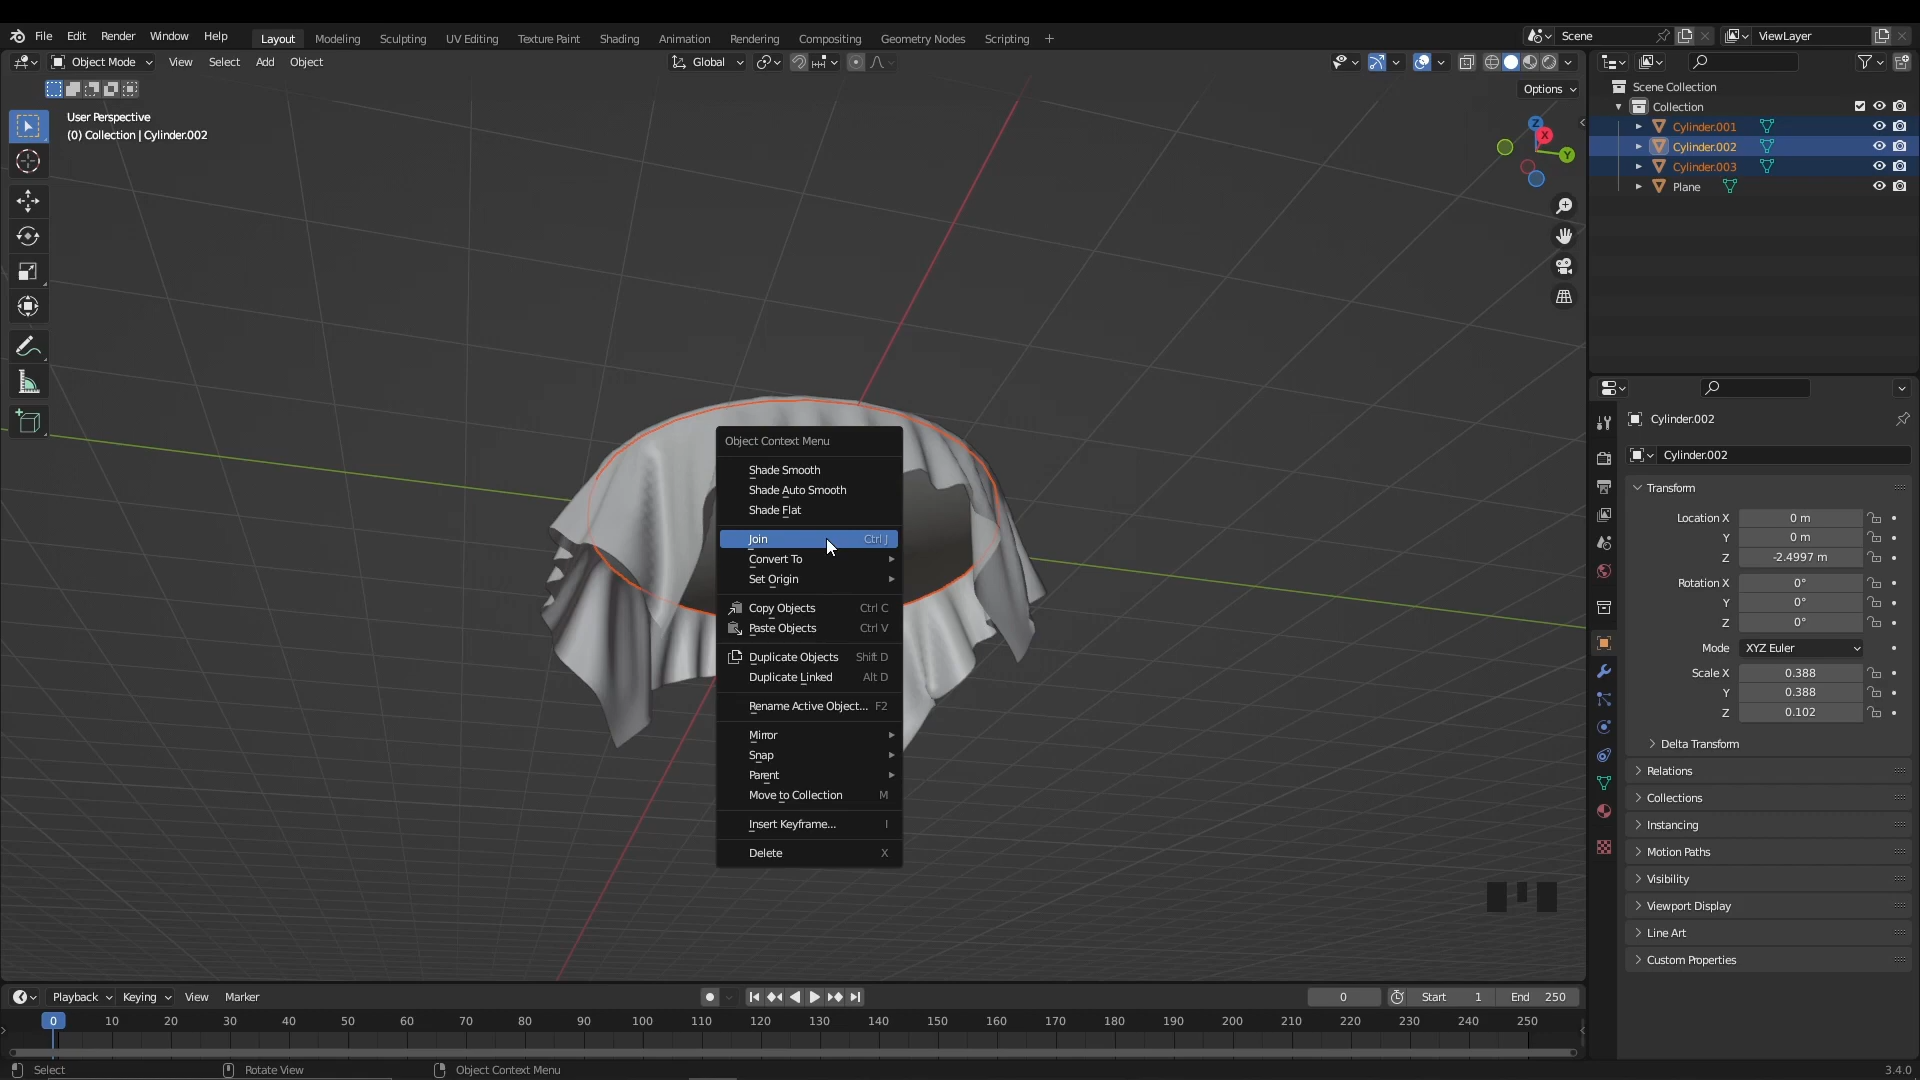 File Edit Render Window Help Layout Modeling Sculpting UV Editing Texture Paint Shading Animation Rendering Compositing Geometry Nodes Scripting + Scene ViewLayer
Object Mode View Select Add Object Global
Options
User Perspective
(0) Collection | Cylinder.002
Z
X
Y
Scene Collection
Collection
Cylinder.001
Cylinder.002
Cylinder.003
Plane
Object Context Menu
Shade Smooth
Shade Auto Smooth
Shade Flat
Join Ctrl J
Convert To
Set Origin
Copy Objects Ctrl C
Paste Objects Ctrl V
Duplicate Objects Shift D
Duplicate Linked Alt D
Rename Active Object... F2
Mirror
Snap
Parent
Move to Collection M
Insert Keyframe... I
Delete X
Cylinder.002
Cylinder.002
Transform
Location X 0 m
Y 0 m
Z -2.4997 m
Rotation X 0°
Y 0°
Z 0°
Mode XYZ Euler
Scale X 0.388
Y 0.388
Z 0.102
Delta Transform
Relations
Collections
Instancing
Motion Paths
Visibility
Viewport Display
Line Art
Custom Properties
Playback Keying View Marker 0 Start 1 End 250
0 10 20 30 40 50 60 70 80 90 100 110 120 130 140 150 160 170 180 190 200 210 220 230 240 250
Select Rotate View Object Context Menu 3.4.0